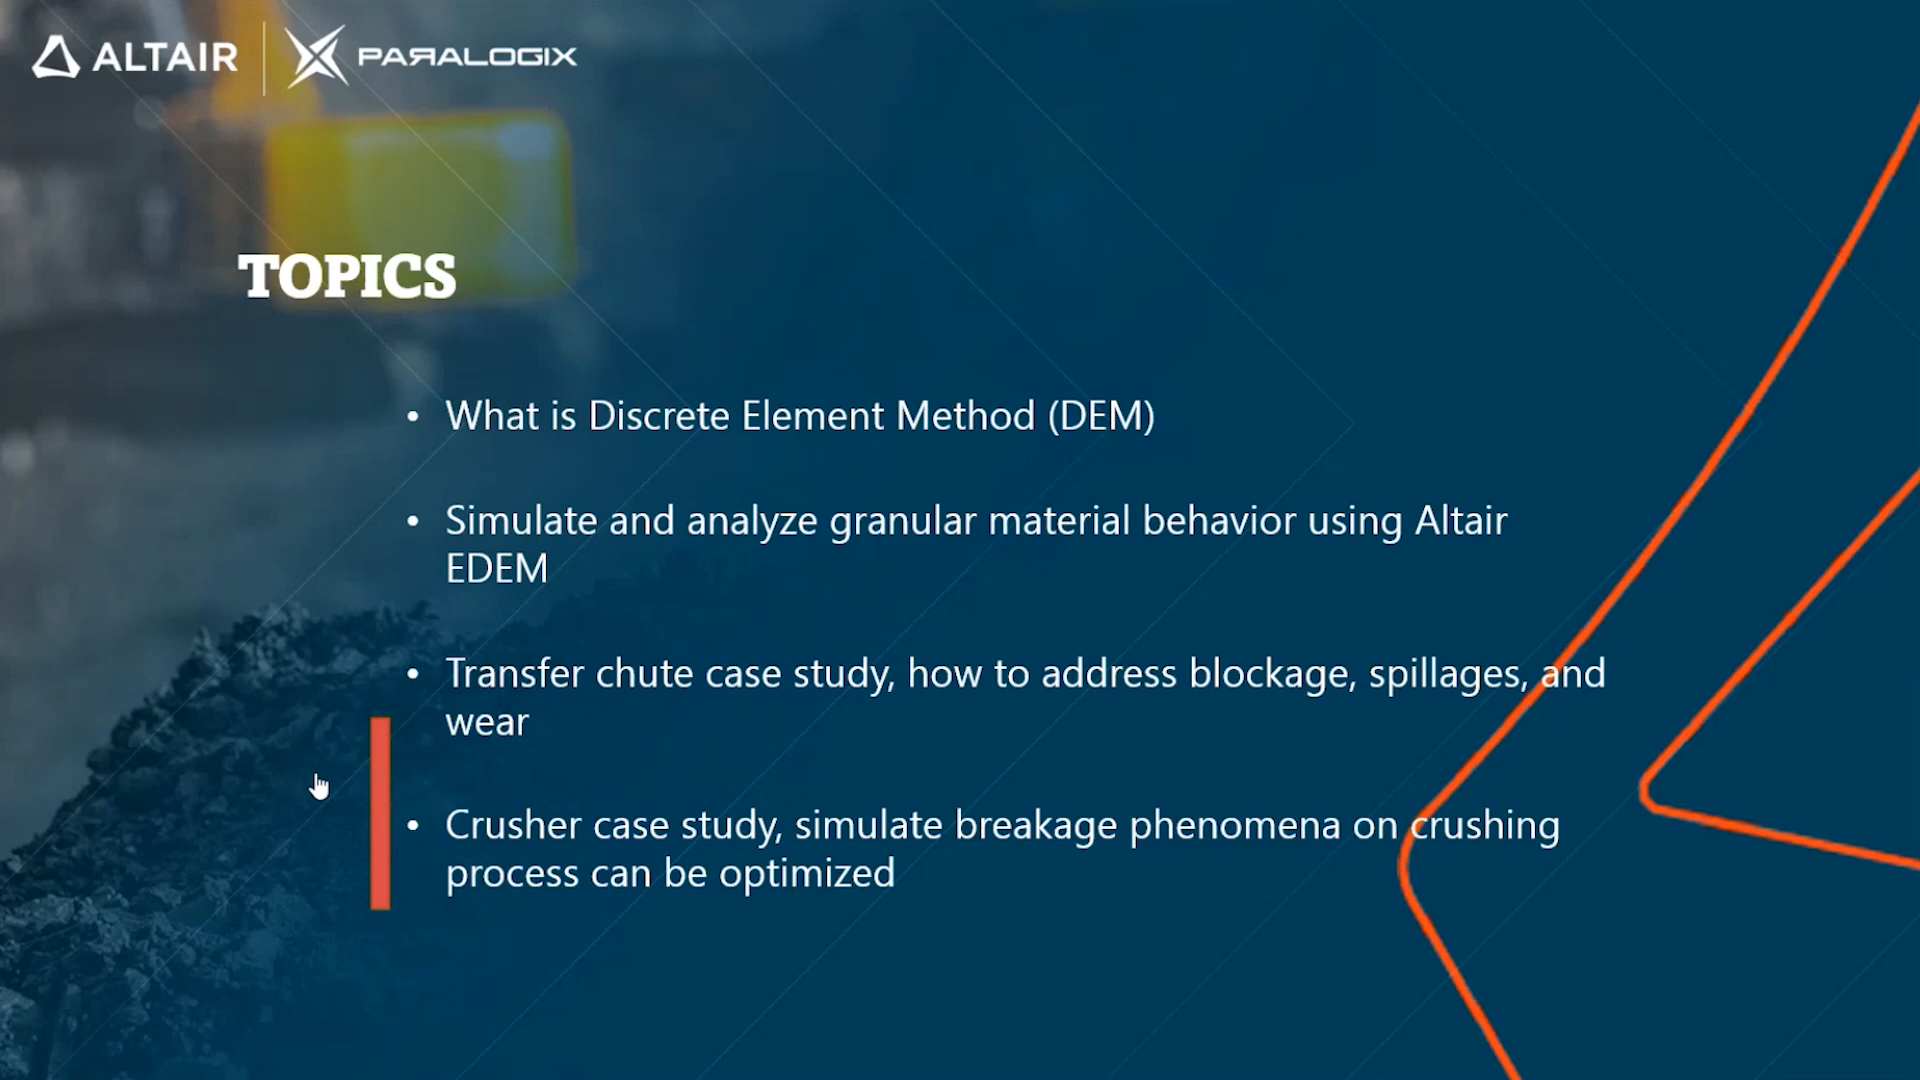 ALTAIR
PARALOGIX
TOPICS
• What is Discrete Element Method (DEM)
• Simulate and analyze granular material behavior using Altair
EDEM
• Transfer chute case study, how to address blockage, spillages, and
wear
• Crusher case study, simulate breakage phenomena on crushing
process can be optimized